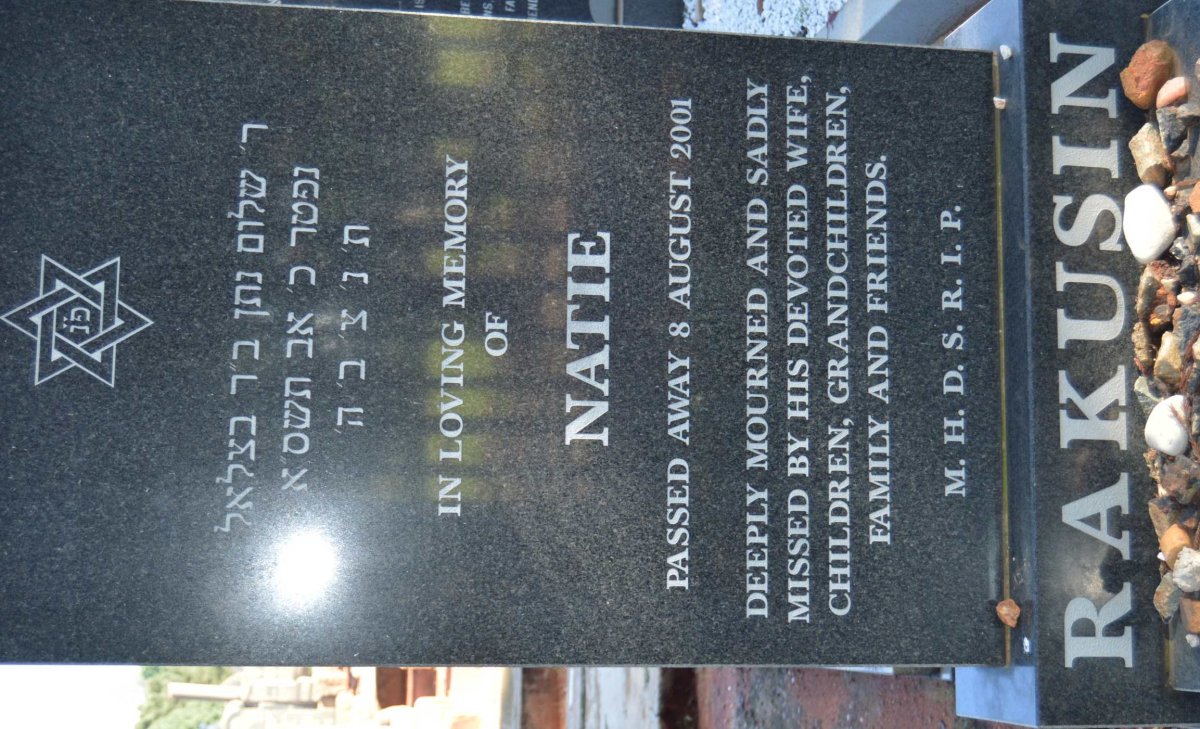 פ״נ
ר׳ שלום נתן ב״ר בצלאל
נפטר כ׳ אב תשס א
ת נ׳ צ׳ ב״ ה׳
IN LOVING MEMORY
OF
NATIE
PASSED AWAY 8 AUGUST 2001
DEEPLY MOURNED AND SADLY
MISSED BY HIS DEVOTED WIFE,
CHILDREN, GRANDCHILDREN,
FAMILY AND FRIENDS.
M. H. D. S. R. I. P.
RAKUSIN